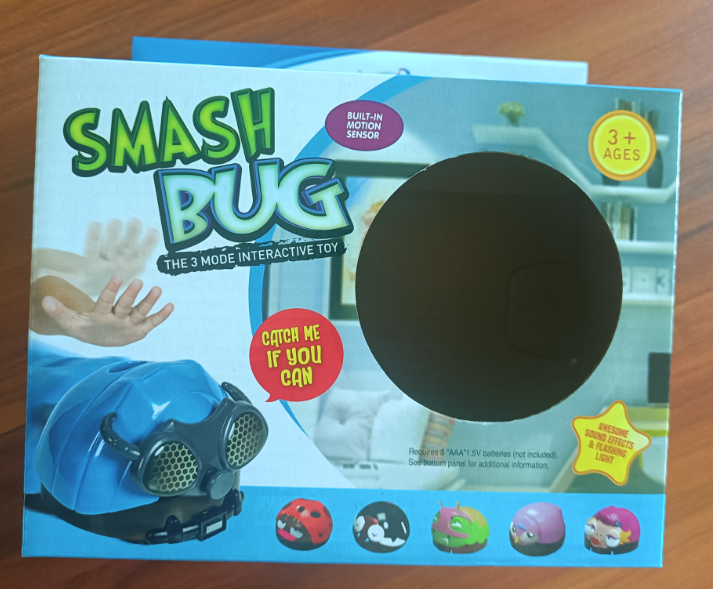 SMASH
BUG
THE 3 MODE INTERACTIVE TOY
BUILT-IN
MOTION
SENSOR
3+
AGES
CATCH ME
IF YOU
CAN
Requires 3 "AAA"1.5V batteries (not included).
See bottom panel for additional information.
AWESOME
SOUND EFFECTS
& FLASHING
LIGHT